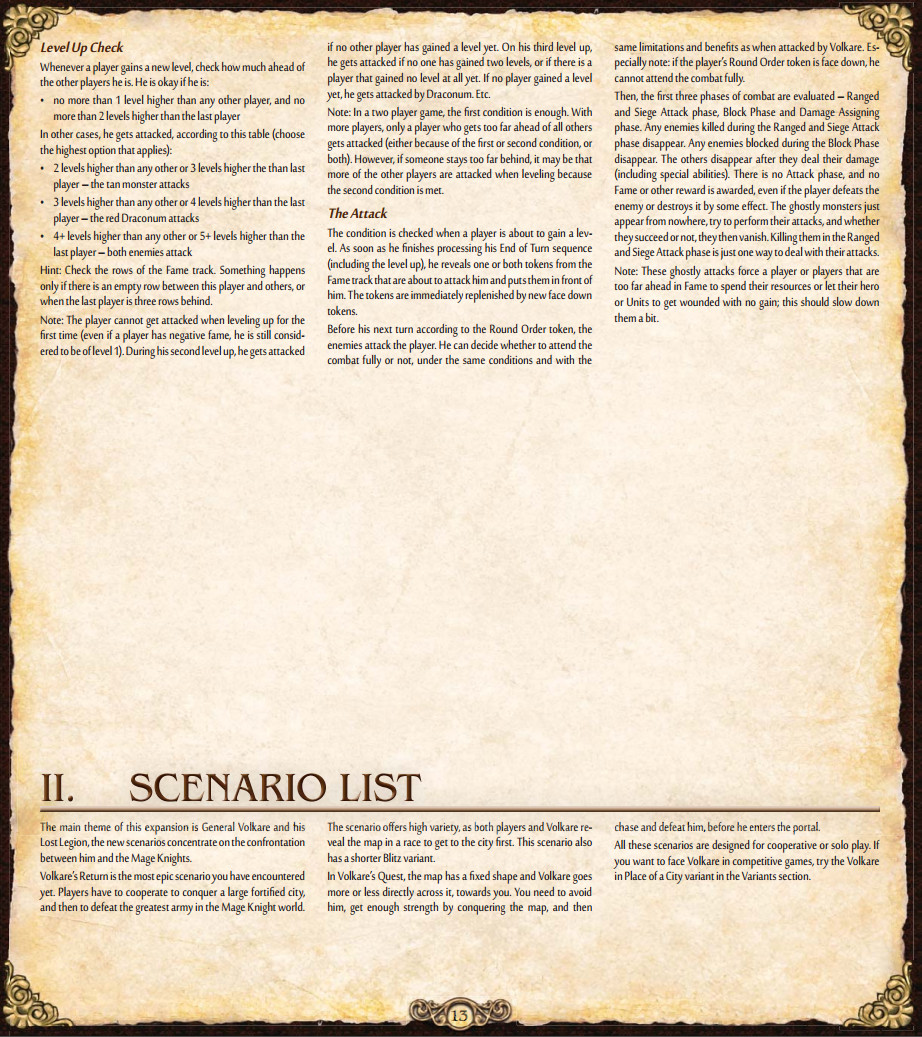 Level Up Check
Whenever a player gains a new level, check how much ahead of
the other players he is. He is okay if he is:
• no more than 1 level higher than any other player, and no
more than 2 levels higher than the last player
In other cases, he gets attacked, according to this table (choose
the highest option that applies):
• 2 levels higher than any other or 3 levels higher the than last
player – the tan monster attacks
• 3 levels higher than any other or 4 levels higher than the last
player – the red Draconum attacks
• 4+ levels higher than any other or 5+ levels higher than the
last player – both enemies attack
Hint: Check the rows of the Fame track. Something happens
only if there is an empty row between this player and others, or
when the last player is three rows behind.
Note: The player cannot get attacked when leveling up for the
first time (even if a player has negative fame, he is still consid-
ered to be of level 1). During his second level up, he gets attacked
if no other player has gained a level yet. On his third level up,
he gets attacked if no one has gained two levels, or if there is a
player that gained no level at all yet. If no player gained a level
yet, he gets attacked by Draconum. Etc.
Note: In a two player game, the first condition is enough. With
more players, only a player who gets too far ahead of all others
gets attacked (either because of the first or second condition, or
both). However, if someone stays too far behind, it may be that
more of the other players are attacked when leveling because
the second condition is met.
The Attack
The condition is checked when a player is about to gain a lev-
el. As soon as he finishes processing his End of Turn sequence
(including the level up), he reveals one or both tokens from the
Fame track that are about to attack him and puts them in front of
him. The tokens are immediately replenished by new face down
tokens.
Before his next turn according to the Round Order token, the
enemies attack the player. He can decide whether to attend the
combat fully or not, under the same conditions and with the
same limitations and benefits as when attacked by Volkare. Es-
pecially note: if the player's Round Order token is face down, he
cannot attend the combat fully.
Then, the first three phases of combat are evaluated – Ranged
and Siege Attack phase, Block Phase and Damage Assigning
phase. Any enemies killed during the Ranged and Siege Attack
phase disappear. Any enemies blocked during the Block Phase
disappear. The others disappear after they deal their damage
(including special abilities). There is no Attack phase, and no
Fame or other reward is awarded, even if the player defeats the
enemy or destroys it by some effect. The ghostly monsters just
appear from nowhere, try to perform their attacks, and whether
they succeed or not, they then vanish. Killing them in the Ranged
and Siege Attack phase is just one way to deal with their attacks.
Note: These ghostly attacks force a player or players that are
too far ahead in Fame to spend their resources or let their hero
or Units to get wounded with no gain; this should slow down
them a bit.
II. SCENARIO LIST
The main theme of this expansion is General Volkare and his
Lost Legion, the new scenarios concentrate on the confrontation
between him and the Mage Knights.
Volkare's Return is the most epic scenario you have encountered
yet. Players have to cooperate to conquer a large fortified city,
and then to defeat the greatest army in the Mage Knight world.
The scenario offers high variety, as both players and Volkare re-
veal the map in a race to get to the city first. This scenario also
has a shorter Blitz variant.
In Volkare's Quest, the map has a fixed shape and Volkare goes
more or less directly across it, towards you. You need to avoid
him, get enough strength by conquering the map, and then
chase and defeat him, before he enters the portal.
All these scenarios are designed for cooperative or solo play. If
you want to face Volkare in competitive games, try the Volkare
in Place of a City variant in the Variants section.
13